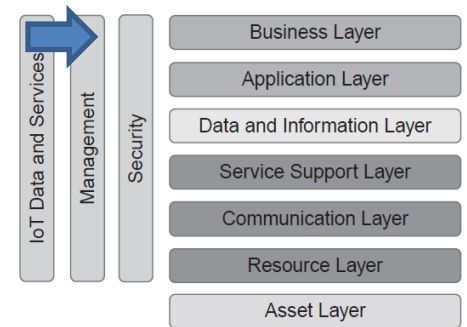 IoT Data and Services
Management
Security
Business Layer
Application Layer
Data and Information Layer
Service Support Layer
Communication Layer
Resource Layer
Asset Layer